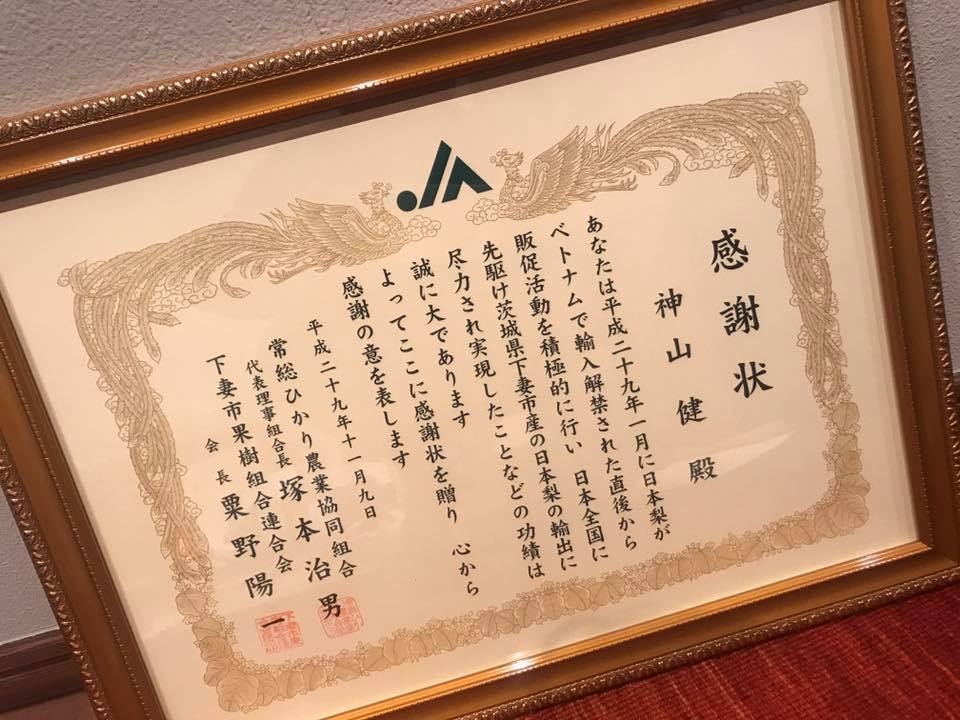 感謝状
神山健 殿
あなたは平成二十九年一月に日本梨が
ベトナムで輸入解禁された直後から
販促活動を積極的に行い 日本全国に
先駆け茨城県下妻市産の日本梨の輸出に
尽力され実現したことなどの功績は
誠に大であります
よってここに感謝状を贈り 心から
感謝の意を表します
平成二十九年十一月九日
常総ひかり農業協同組合
代表理事組合長 塚本治男
下妻市果樹組合連合会
会長 粟野陽一